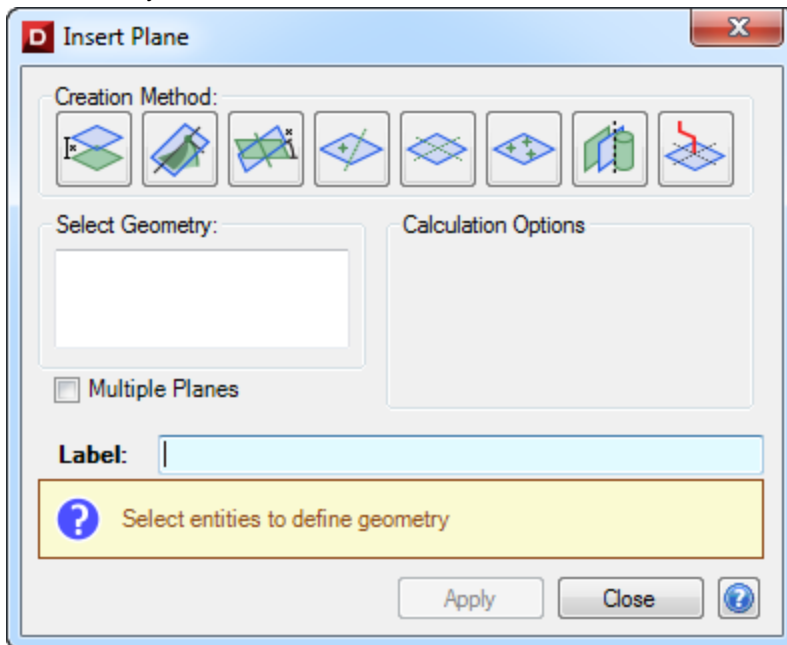 D Insert Plane
Creation Method:
Select Geometry:
Calculation Options
Multiple Planes
Label:
? Select entities to define geometry
Apply Close ?